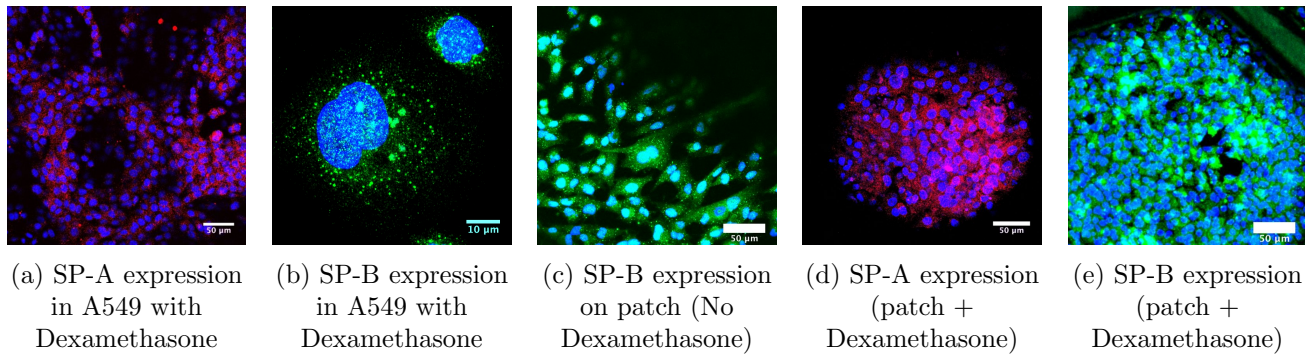 50 μm
10 μm
50 μm
50 μm
50 μm
(a) SP-A expression
in A549 with
Dexamethasone
(b) SP-B expression
in A549 with
Dexamethasone
(c) SP-B expression
on patch (No
Dexamethasone)
(d) SP-A expression
(patch +
Dexamethasone)
(e) SP-B expression
(patch +
Dexamethasone)